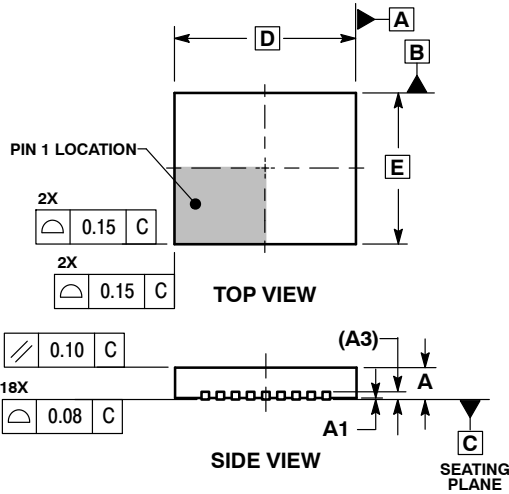 D
A
B
PIN 1 LOCATION
E
2X
⌓ 0.15 C
2X
⌓ 0.15 C
TOP VIEW
⫽ 0.10 C
(A3)
A
18X
⌓ 0.08 C
A1
C
SIDE VIEW
SEATING
PLANE